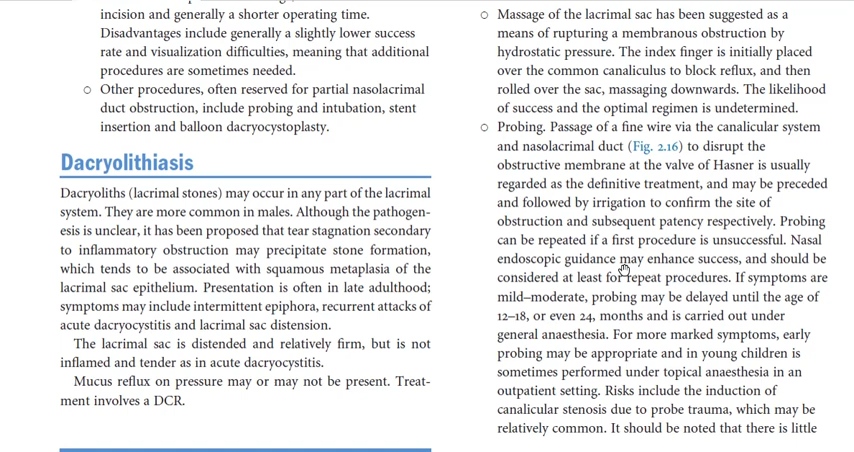 incision and generally a shorter operating time.
Disadvantages include generally a slightly lower success
rate and visualization difficulties, meaning that additional
procedures are sometimes needed.
○ Other procedures, often reserved for partial nasolacrimal
duct obstruction, include probing and intubation, stent
insertion and balloon dacryocystoplasty.
Dacryolithiasis
Dacryoliths (lacrimal stones) may occur in any part of the lacrimal
system. They are more common in males. Although the pathogen-
esis is unclear, it has been proposed that tear stagnation secondary
to inflammatory obstruction may precipitate stone formation,
which tends to be associated with squamous metaplasia of the
lacrimal sac epithelium. Presentation is often in late adulthood;
symptoms may include intermittent epiphora, recurrent attacks of
acute dacryocystitis and lacrimal sac distension.
The lacrimal sac is distended and relatively firm, but is not
inflamed and tender as in acute dacryocystitis.
Mucus reflux on pressure may or may not be present. Treat-
ment involves a DCR.
○ Massage of the lacrimal sac has been suggested as a
means of rupturing a membranous obstruction by
hydrostatic pressure. The index finger is initially placed
over the common canaliculus to block reflux, and then
rolled over the sac, massaging downwards. The likelihood
of success and the optimal regimen is undetermined.
○ Probing. Passage of a fine wire via the canalicular system
and nasolacrimal duct (Fig. 2.16) to disrupt the
obstructive membrane at the valve of Hasner is usually
regarded as the definitive treatment, and may be preceded
and followed by irrigation to confirm the site of
obstruction and subsequent patency respectively. Probing
can be repeated if a first procedure is unsuccessful. Nasal
endoscopic guidance may enhance success, and should be
considered at least for repeat procedures. If symptoms are
mild–moderate, probing may be delayed until the age of
12–18, or even 24, months and is carried out under
general anaesthesia. For more marked symptoms, early
probing may be appropriate and in young children is
sometimes performed under topical anaesthesia in an
outpatient setting. Risks include the induction of
canalicular stenosis due to probe trauma, which may be
relatively common. It should be noted that there is little